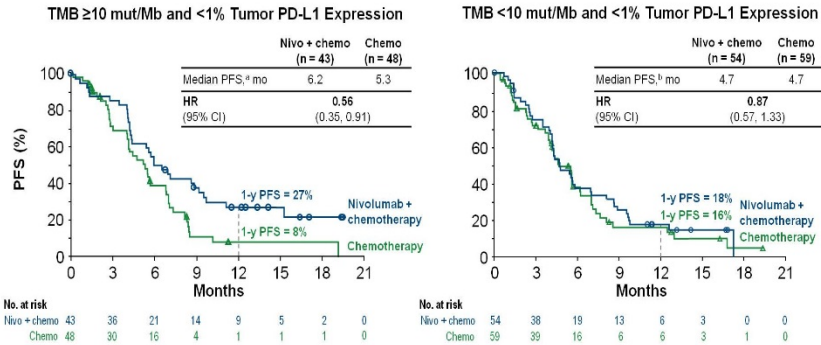 TMB ≥10 mut/Mb and <1% Tumor PD-L1 Expression
Nivo + chemo Chemo
(n = 43) (n = 48)
Median PFS,ᵃ mo 6.2 5.3
HR 0.56
(95% CI) (0.35, 0.91)
PFS (%)
100
80
60
40
20
0
1-y PFS = 27%
1-y PFS = 8%
Nivolumab +
chemotherapy
Chemotherapy
0 3 6 9 12 15 18 21
Months
No. at risk
Nivo + chemo 43 36 21 14 9 5 2 0
Chemo 48 30 16 4 1 1 1 0
TMB <10 mut/Mb and <1% Tumor PD-L1 Expression
Nivo + chemo Chemo
(n = 54) (n = 59)
Median PFS,ᵇ mo 4.7 4.7
HR 0.87
(95% CI) (0.57, 1.33)
100
80
60
40
20
0
1-y PFS = 18%
1-y PFS = 16%
Nivolumab +
chemotherapy
Chemotherapy
0 3 6 9 12 15 18 21
Months
No. at risk
Nivo + chemo 54 38 19 13 6 3 0 0
Chemo 59 39 16 6 6 3 1 0